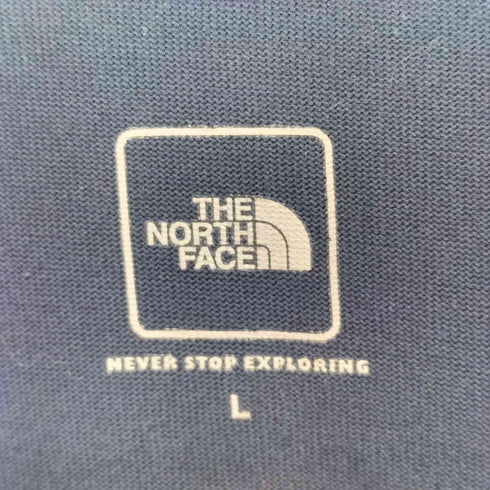 THE
NORTH
FACE
NEVER STOP EXPLORING
L